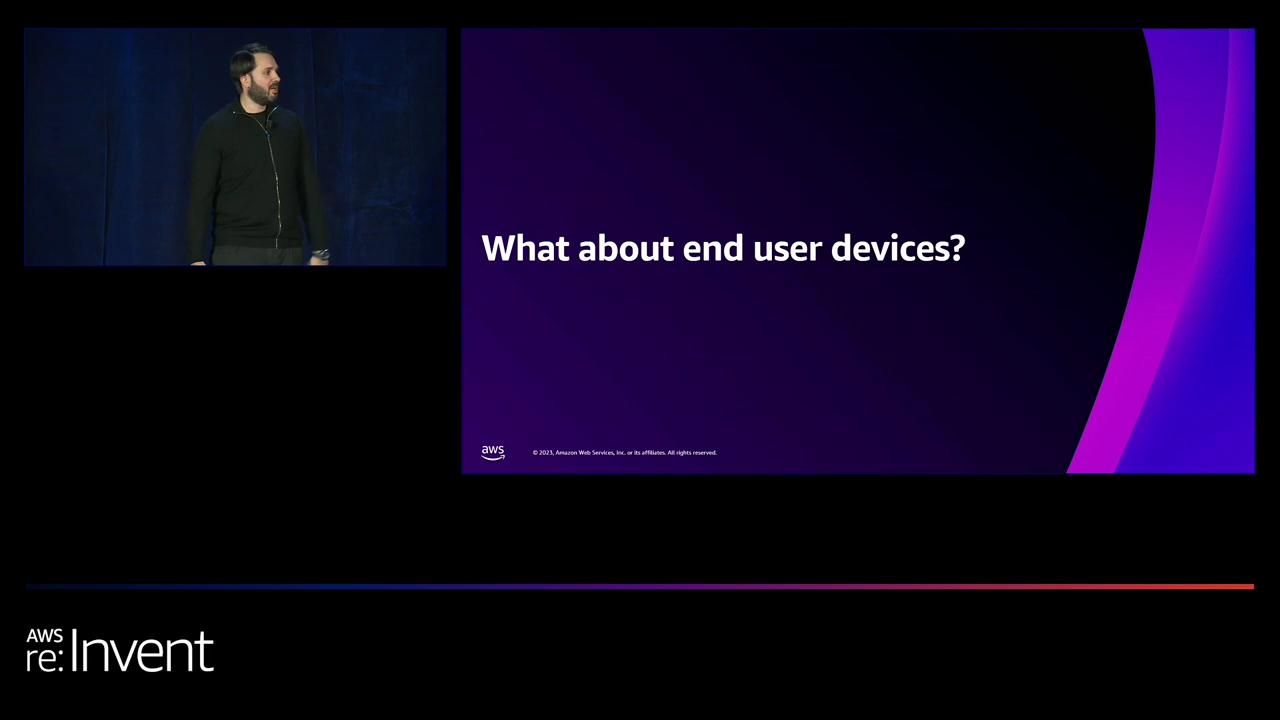 What about end user devices?
aws
© 2023, Amazon Web Services, Inc. or its affiliates. All rights reserved.
AWS
re:Invent